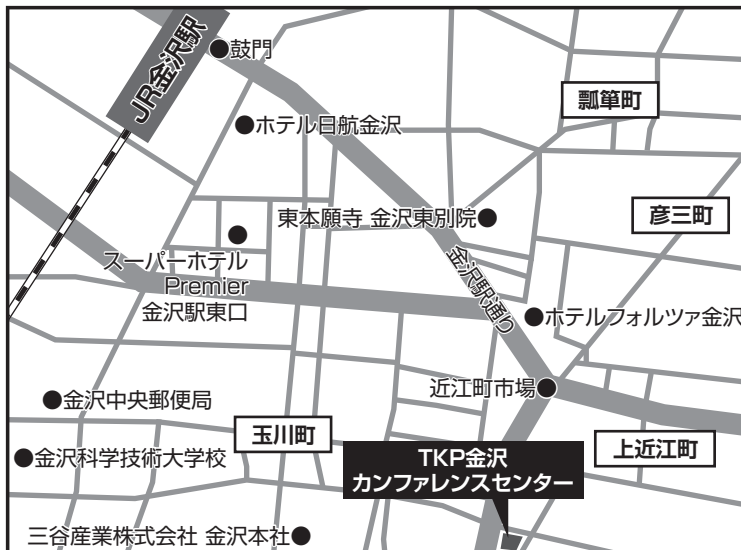 JR金沢駅
鼓門
ホテル日航金沢
瓢箪町
東本願寺 金沢東別院
彦三町
スーパーホテル
Premier
金沢駅東口
金沢駅通り
ホテルフォルツァ金沢
近江町市場
金沢中央郵便局
玉川町
上近江町
金沢科学技術大学校
TKP金沢
カンファレンスセンター
三谷産業株式会社 金沢本社